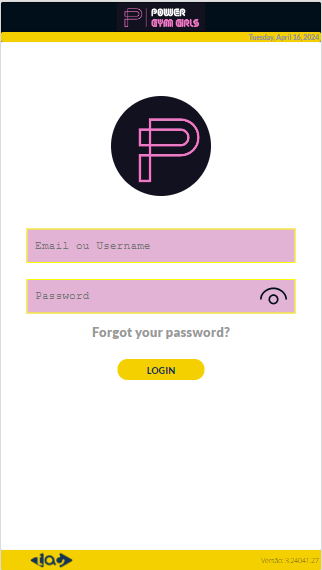 POWER
GYM GIRLS
Tuesday, April 16, 2024
Email ou Username
Password
Forgot your password?
LOGIN
Versão: 3.24041.27